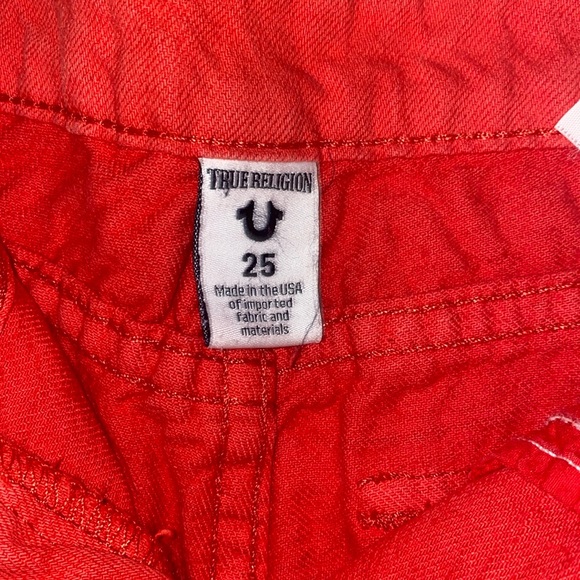 TRUE RELIGION
25
Made in the USA
of imported
fabric and
materials